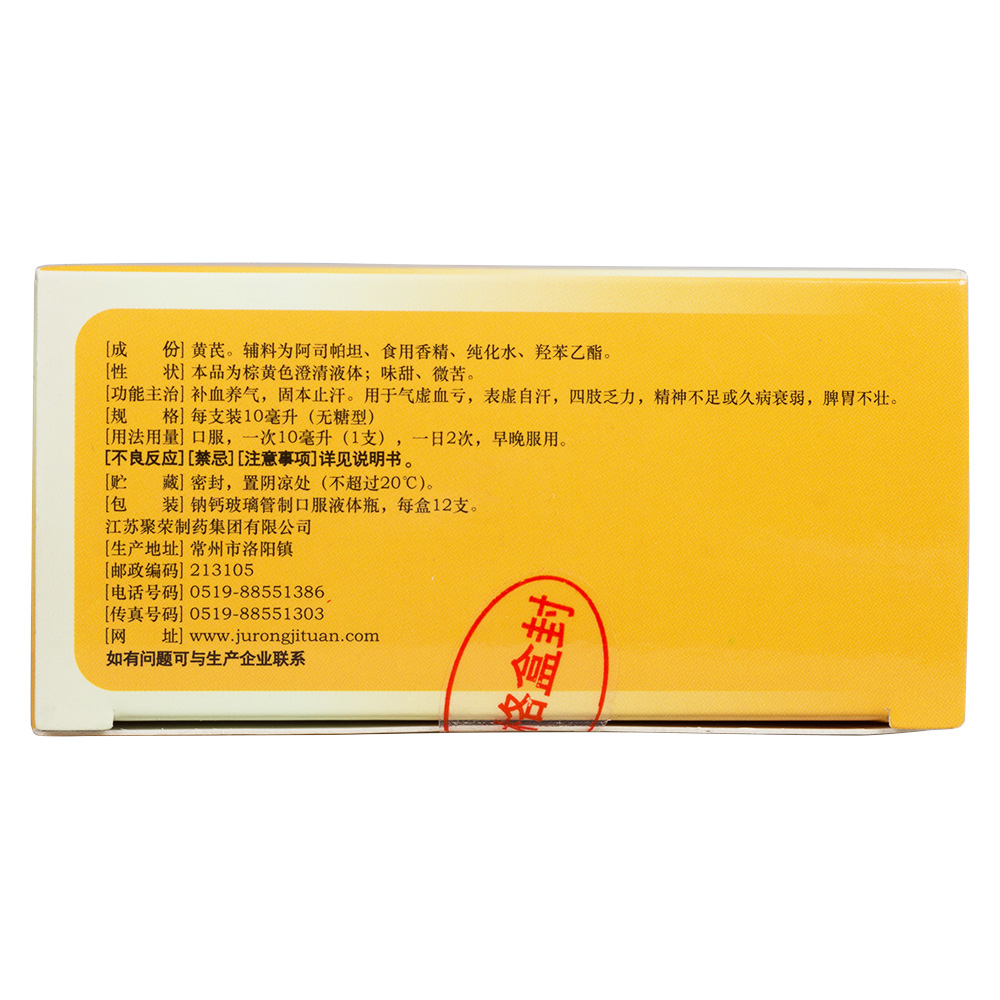 [成　份] 黄芪。辅料为阿司帕坦、食用香精、纯化水、羟苯乙酯。
[性　状] 本品为棕黄色澄清液体；味甜、微苦。
[功能主治] 补血养气，固本止汗。用于气虚血亏，表虚自汗，四肢乏力，精神不足或久病衰弱，脾胃不壮。
[规　格] 每支装10毫升（无糖型）
[用法用量] 口服，一次10毫升（1支），一日2次，早晚服用。
[不良反应][禁忌][注意事项]详见说明书。
[贮　藏] 密封，置阴凉处（不超过20℃）。
[包　装] 钠钙玻璃管制口服液体瓶，每盒12支。
江苏聚荣制药集团有限公司
[生产地址] 常州市洛阳镇
[邮政编码] 213105
[电话号码] 0519-88551386
[传真号码] 0519-88551303
[网　址] www.jurongjituan.com
如有问题可与生产企业联系
格盒封